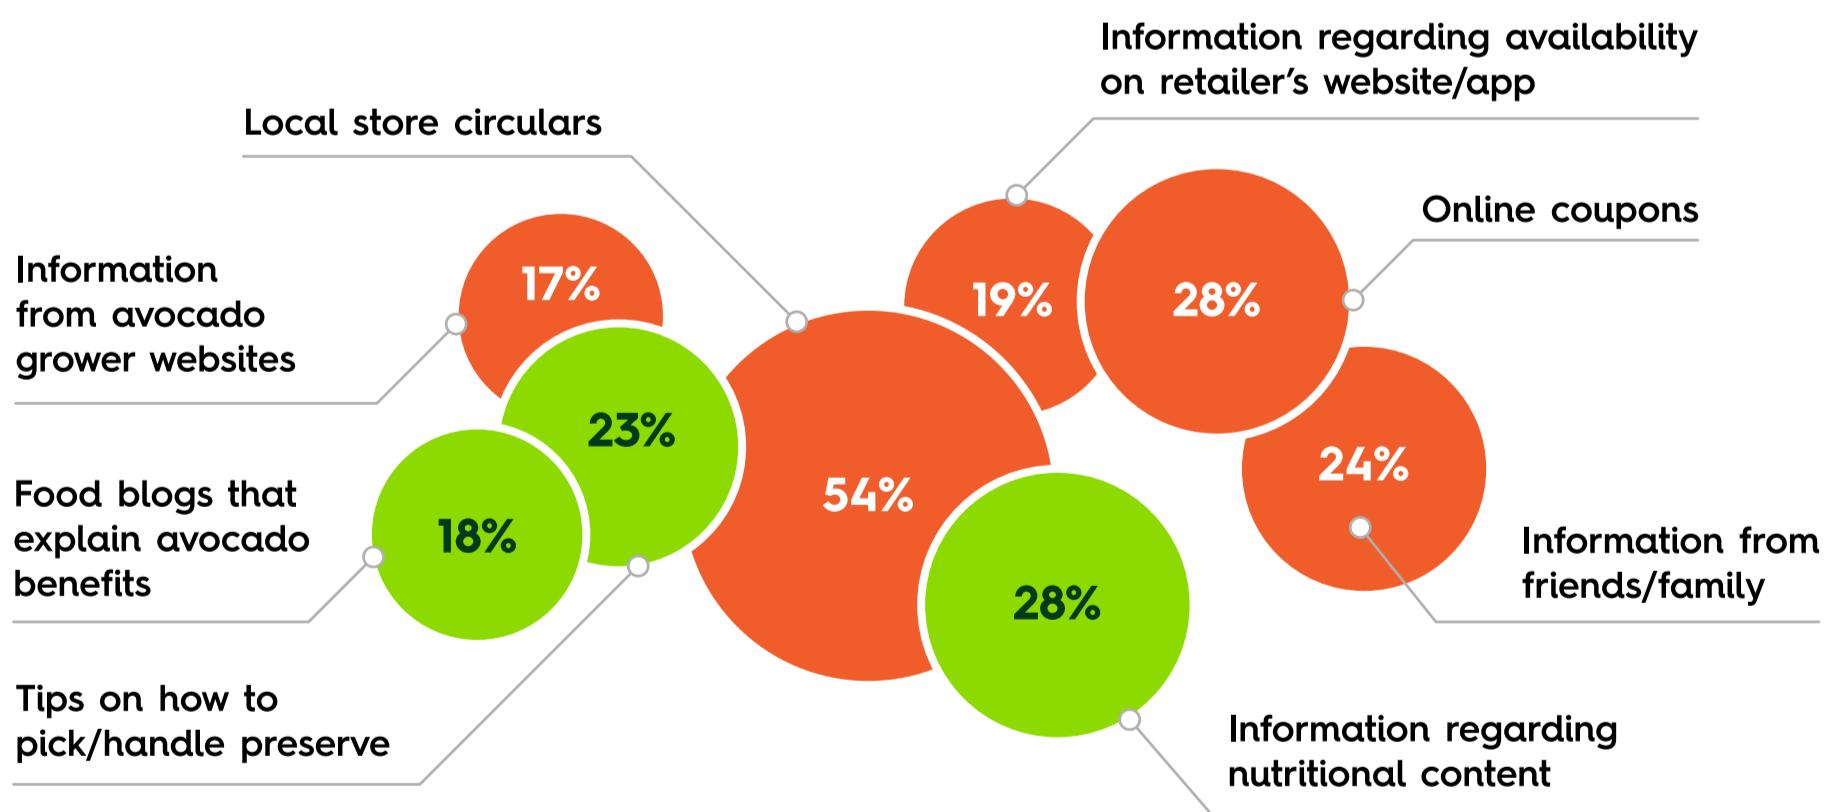 Information regarding availability
on retailer's website/app
Local store circulars
Online coupons
Information
from avocado
grower websites
17%
19%
28%
23%
54%
24%
Food blogs that
explain avocado
benefits
18%
28%
Information from
friends/family
Tips on how to
pick/handle preserve
Information regarding
nutritional content